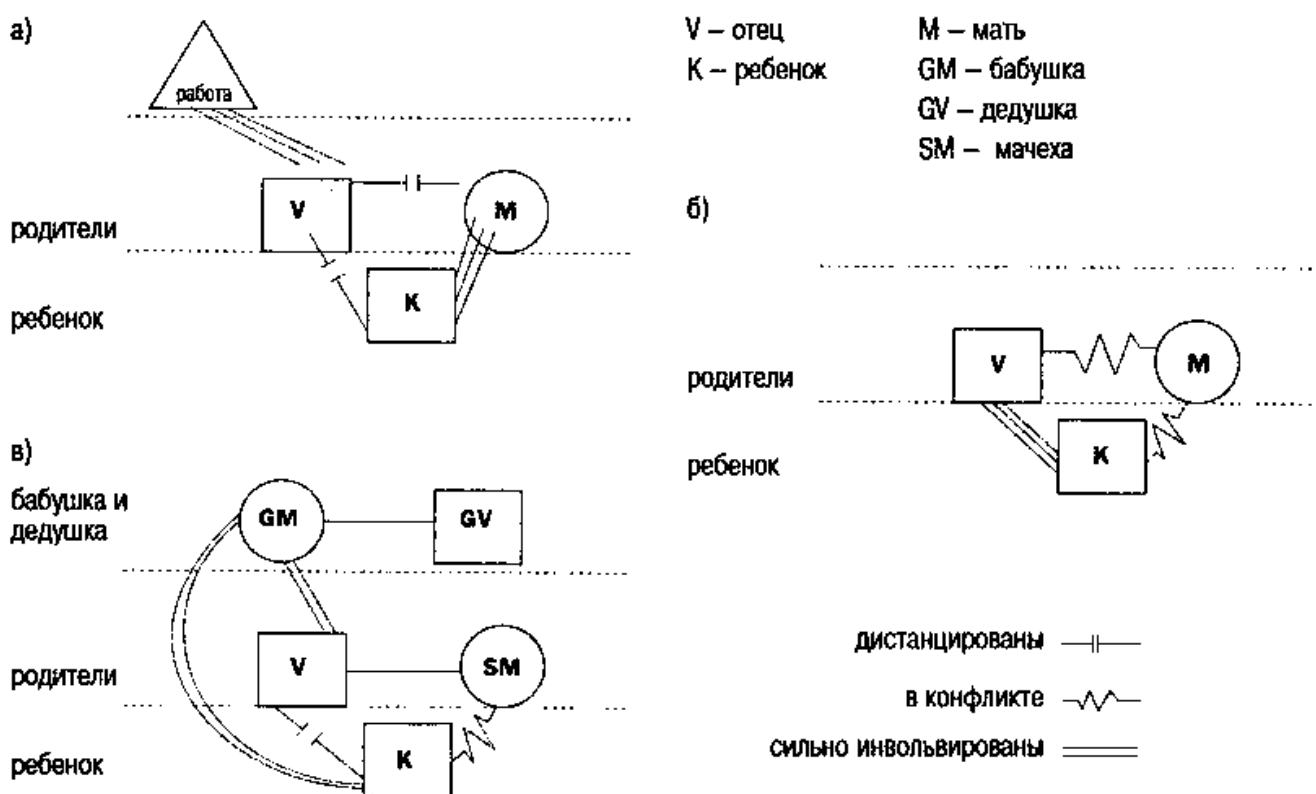 а)
работа
V
M
родители
K
ребенок
V – отец
M – мать
K – ребенок
GM – бабушка
GV – дедушка
SM – мачеха
б)
V
M
родители
K
ребенок
в)
бабушка и
дедушка
GM
GV
V
SM
родители
K
ребенок
дистанцированы
в конфликте
сильно инвольвированы